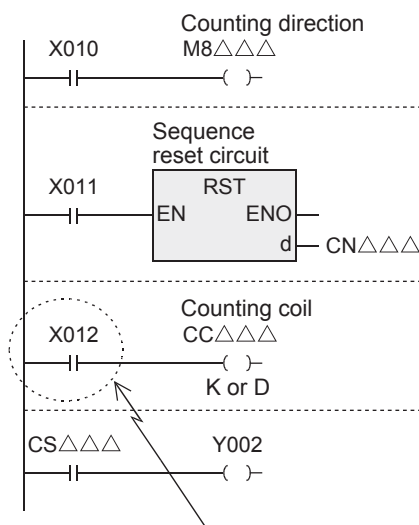 Counting direction
X010 M8△△△
Sequence
reset circuit
X011 RST
EN ENO
d CN△△△
Counting coil
X012 CC△△△
K or D
CS△△△ Y002